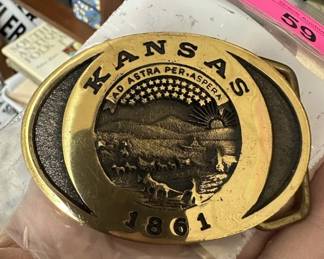 KANSAS
AD ASTRA PER ASPERA
1861
59